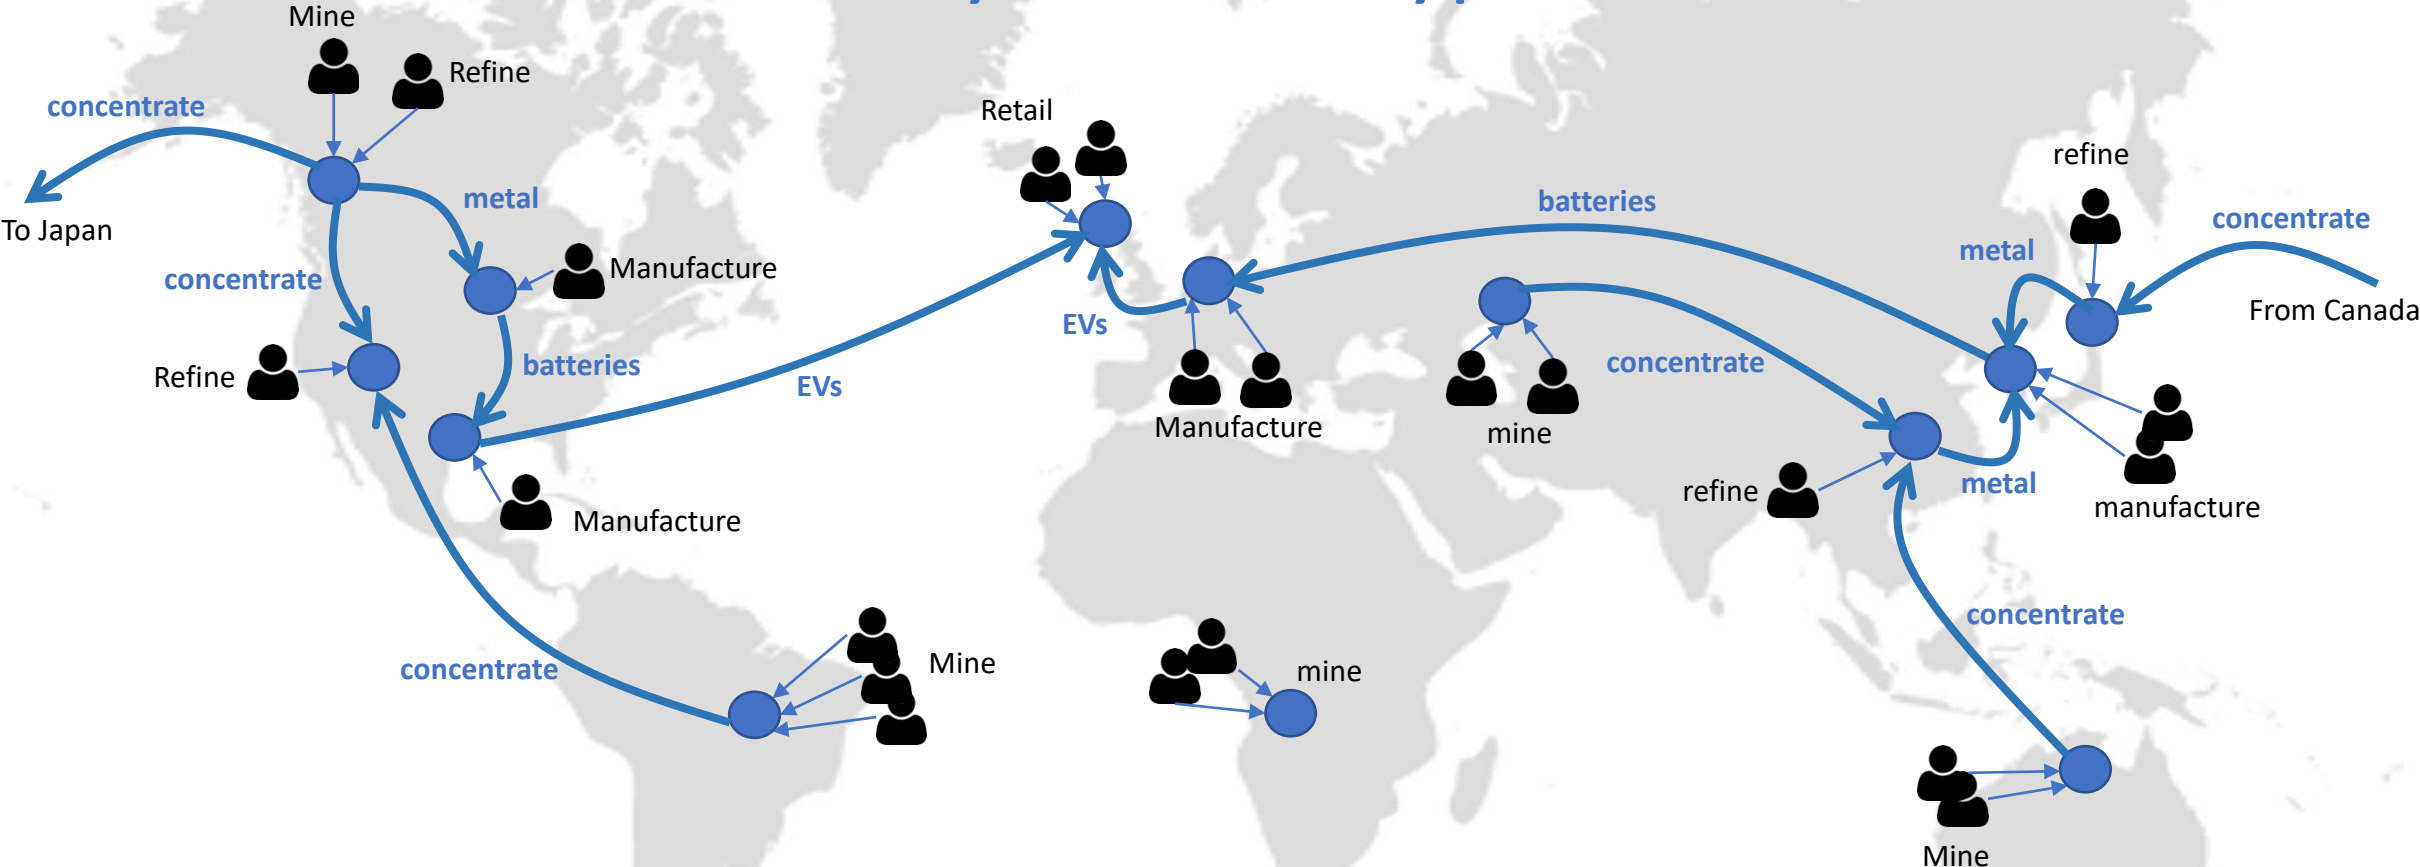 Mine
Refine
concentrate
To Japan
metal
concentrate
Manufacture
Refine
batteries
EVs
Manufacture
concentrate
Mine
Retail
EVs
Manufacture
batteries
mine
concentrate
refine
metal
concentrate
From Canada
refine
metal
manufacture
mine
concentrate
Mine